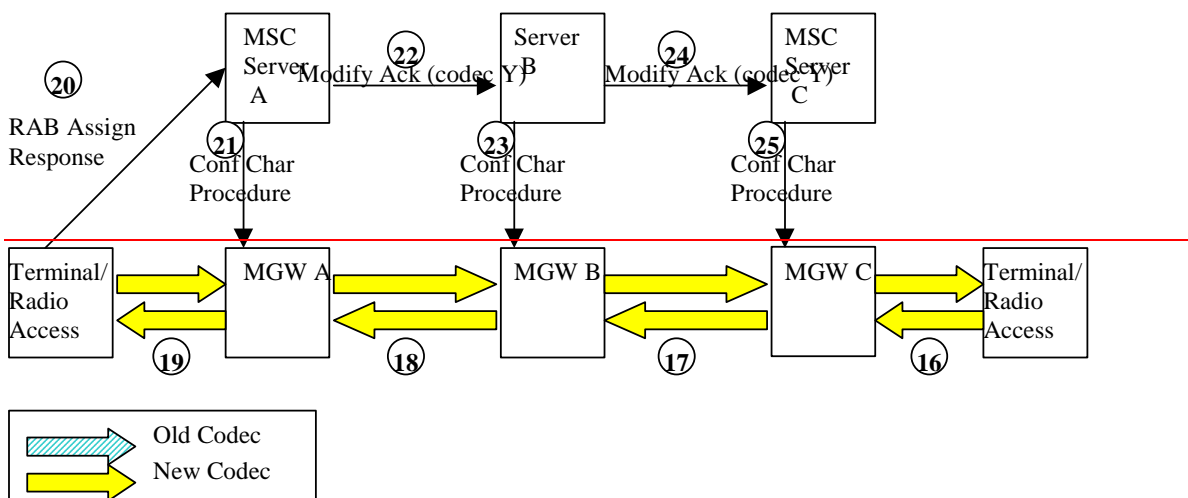 MSC
Server
A
22
Server
B
24
MSC
Server
C
20
Modify Ack (codec Y)
Modify Ack (codec Y)
RAB Assign
Response
21
Conf Char
Procedure
23
Conf Char
Procedure
25
Conf Char
Procedure
Terminal/
Radio
Access
MGW A
MGW B
MGW C
Terminal/
Radio
Access
19
18
17
16
Old Codec
New Codec